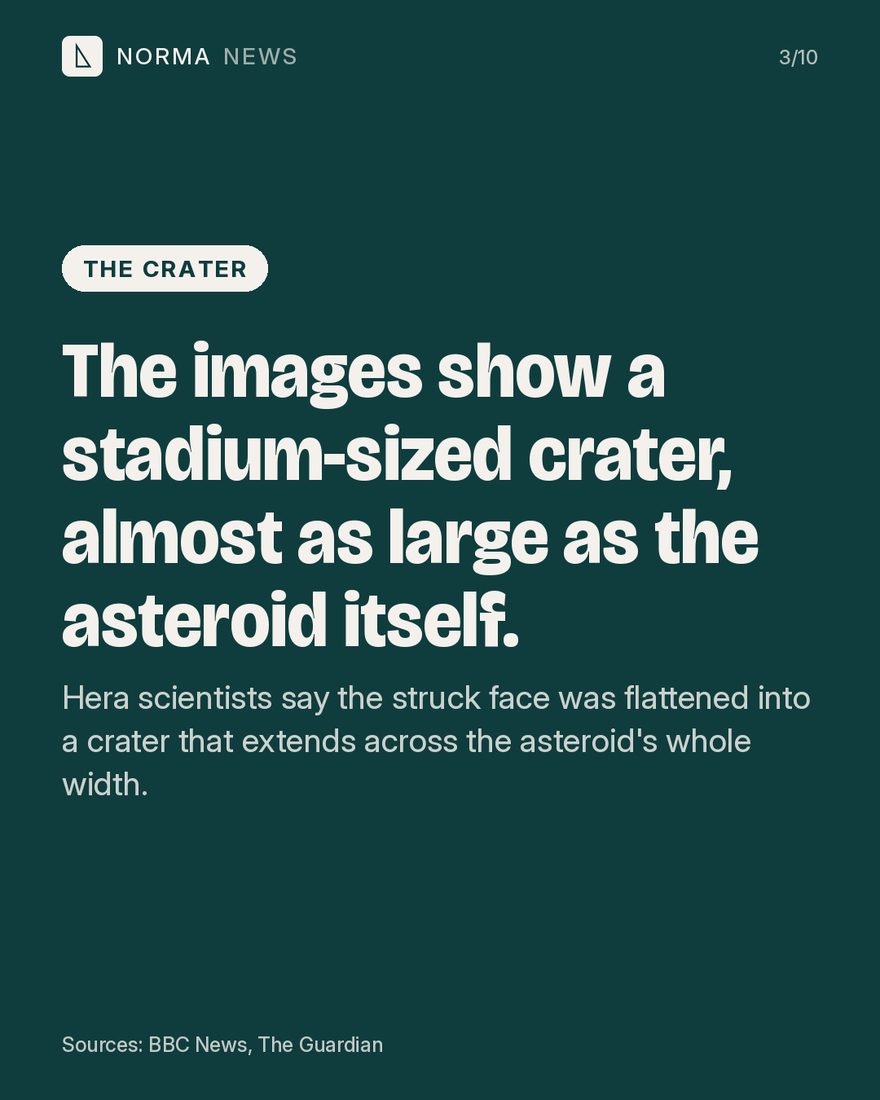 NORMA NEWS
3/10
THE CRATER
The images show a
stadium-sized crater,
almost as large as the
asteroid itself.
Hera scientists say the struck face was flattened into
a crater that extends across the asteroid's whole
width.
Sources: BBC News, The Guardian